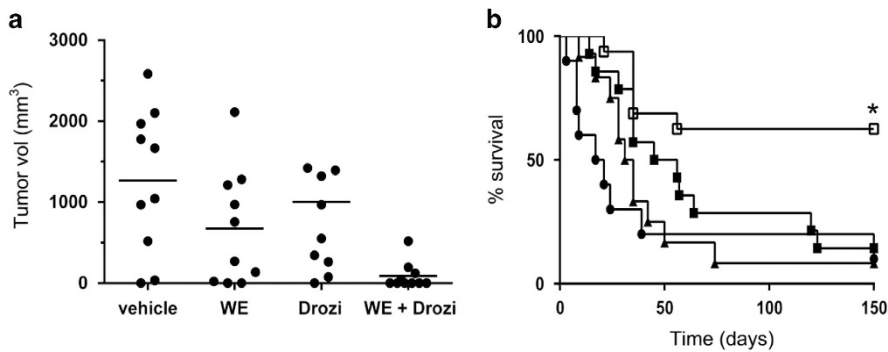 a
3000
2000
1000
0
Tumor vol (mm³)
vehicle WE Drozi WE + Drozi
b
100
50
0
% survival
*
0 50 100 150
Time (days)